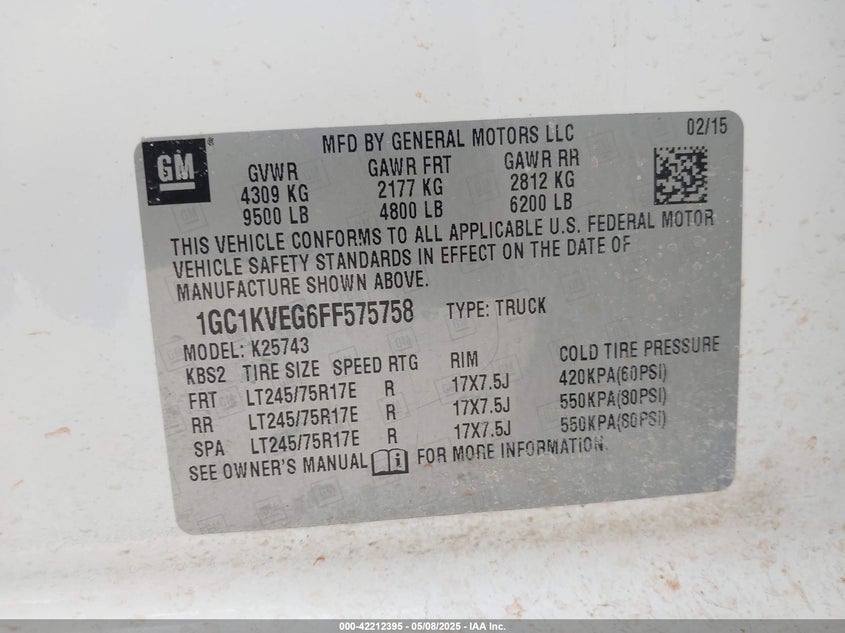 MFD BY GENERAL MOTORS LLC 02/15
GM
®
GVWR GAWR FRT GAWR RR
4309 KG 2177 KG 2812 KG
9500 LB 4800 LB 6200 LB
THIS VEHICLE CONFORMS TO ALL APPLICABLE U.S. FEDERAL MOTOR
VEHICLE SAFETY STANDARDS IN EFFECT ON THE DATE OF
MANUFACTURE SHOWN ABOVE.
1GC1KVEG6FF575758 TYPE: TRUCK
MODEL: K25743
KBS2 TIRE SIZE SPEED RTG RIM COLD TIRE PRESSURE
FRT LT245/75R17E R 17X7.5J 420KPA(60PSI)
RR LT245/75R17E R 17X7.5J 550KPA(80PSI)
SPA LT245/75R17E R 17X7.5J 550KPA(80PSI)
SEE OWNER'S MANUAL i FOR MORE INFORMATION.
000-42212395 - 05/08/2025 - IAA Inc.